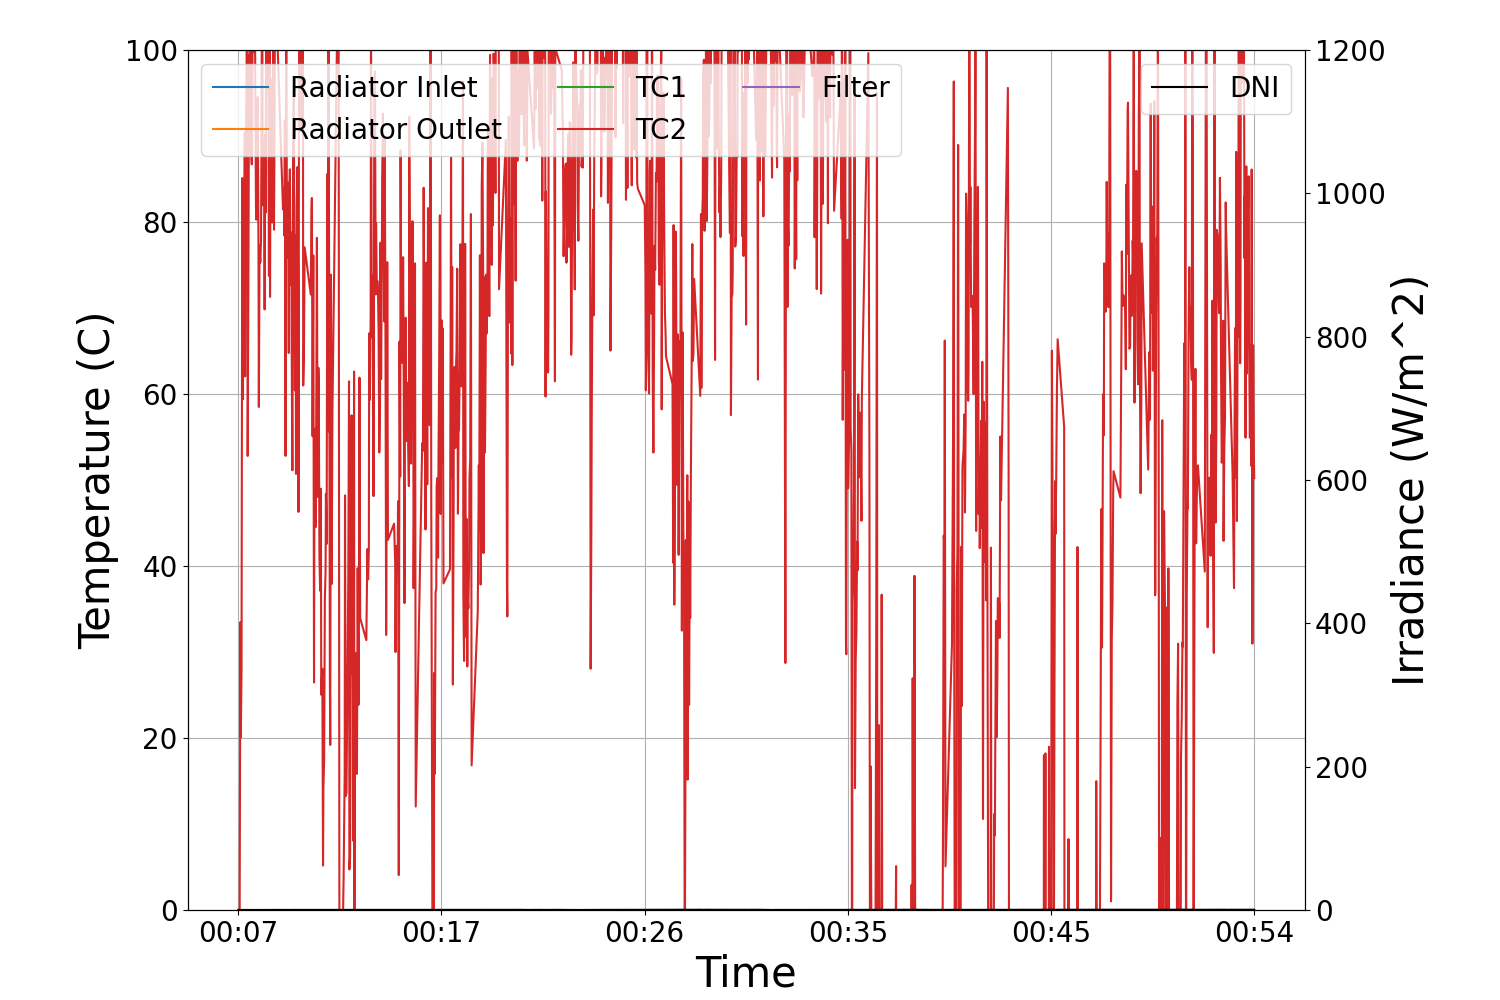 100
80
60
40
20
0
Temperature (C)
Radiator Inlet
Radiator Outlet
TC1
TC2
Filter
DNI
1200
1000
800
600
400
200
0
Irradiance (W/m^2)
00:07 00:17 00:26 00:35 00:45 00:54
Time